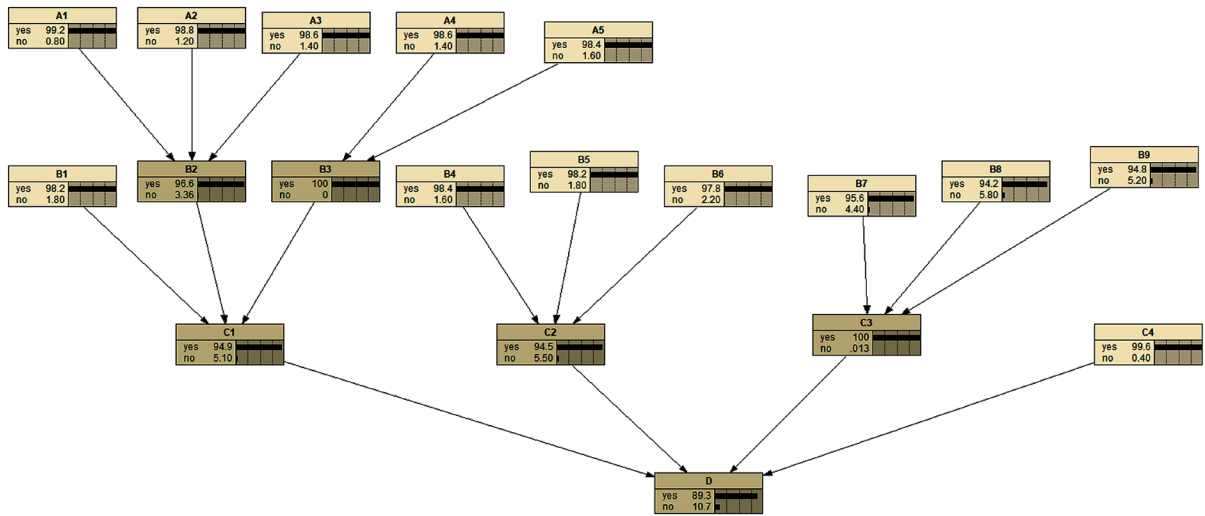 A1
yes 99.2
no 0.80
A2
yes 98.8
no 1.20
A3
yes 98.6
no 1.40
A4
yes 98.6
no 1.40
A5
yes 98.4
no 1.60
B1
yes 98.2
no 1.80
B2
yes 96.6
no 3.36
B3
yes 100
no 0
B4
yes 98.4
no 1.60
B5
yes 98.2
no 1.80
B6
yes 97.8
no 2.20
B7
yes 95.6
no 4.40
B8
yes 94.2
no 5.80
B9
yes 94.8
no 5.20
C1
yes 94.9
no 5.10
C2
yes 94.5
no 5.50
C3
yes 100
no .013
C4
yes 99.6
no 0.40
D
yes 89.3
no 10.7